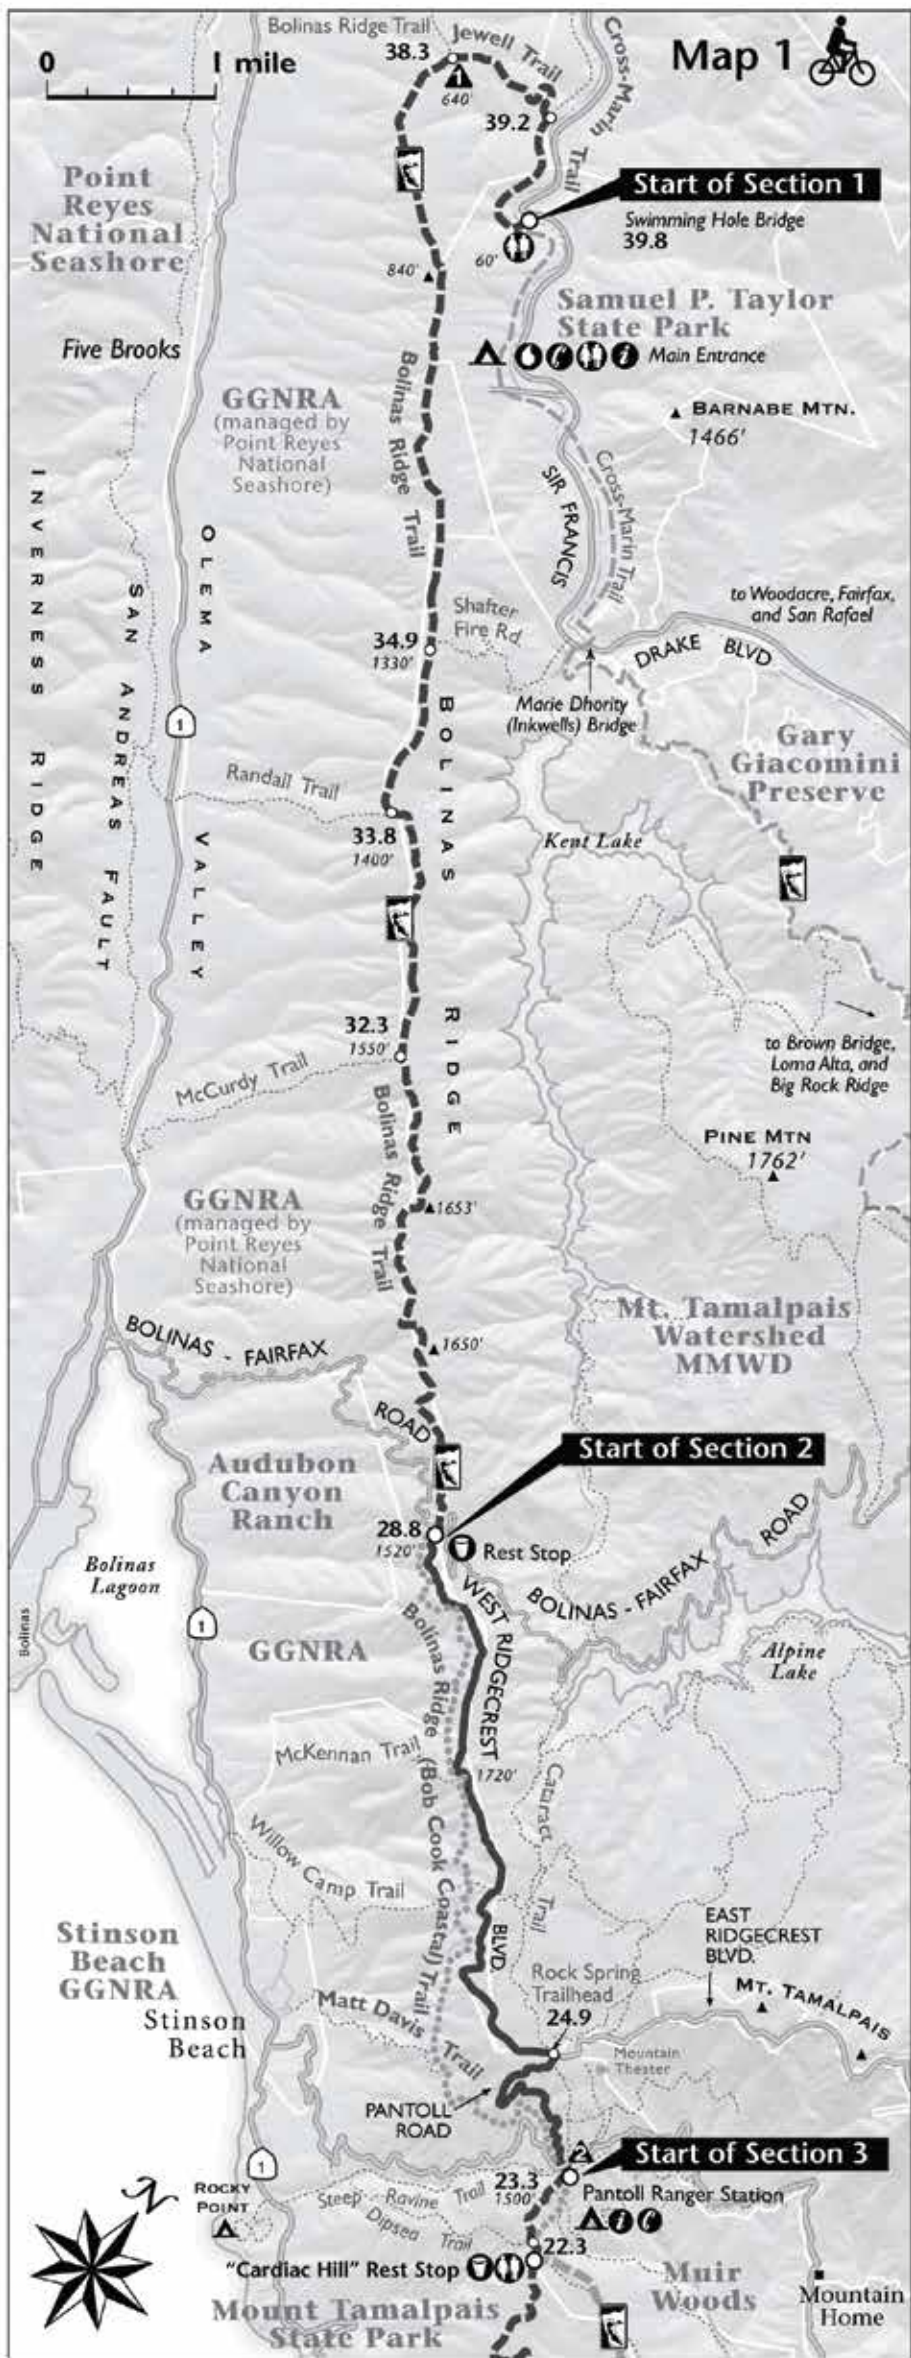 Bolinas Ridge Trail
Jewell Trail
Cross-Marin
Trail
Map 1
0
1 mile
38.3
1
640'
39.2
Start of Section 1
Swimming Hole Bridge
39.8
60'
Point
Reyes
National
Seashore
840'
Samuel P. Taylor
State Park
Main Entrance
Five Brooks
GGNRA
(managed by
Point Reyes
National
Seashore)
Bolinas Ridge Trail
BARNABE MTN.
1466'
SIR FRANCIS
Cross-Marin Trail
INVERNESS RIDGE
SAN ANDREAS FAULT
OLEMA VALLEY
to Woodacre, Fairfax,
and San Rafael
DRAKE BLVD
Shafter
Fire Rd.
34.9
1330'
Marie Dhority
(Inkwells) Bridge
BOLINAS RIDGE
1
Gary
Giacomini
Preserve
Randall Trail
33.8
1400'
Kent Lake
32.3
1550'
McCurdy Trail
Bolinas Ridge Trail
to Brown Bridge,
Loma Alta, and
Big Rock Ridge
PINE MTN
1762'
1653'
GGNRA
(managed by
Point Reyes
National
Seashore)
Mt. Tamalpais
Watershed
MMWD
BOLINAS - FAIRFAX
ROAD
1650'
Start of Section 2
Audubon
Canyon
Ranch
28.8
1520'
Rest Stop
BOLINAS - FAIRFAX ROAD
Bolinas
Lagoon
Bolinas
1
GGNRA
WEST RIDGECREST
BLVD.
Bolinas Ridge (Bob Cook Coastal) Trail
Alpine
Lake
McKennan Trail
1720'
Cataract
Trail
Willow Camp Trail
Stinson
Beach
GGNRA
Stinson
Beach
EAST
RIDGECREST
BLVD.
MT. TAMALPAIS
Rock Spring
Trailhead
24.9
Matt Davis
Trail
Mountain
Theater
PANTOLL
ROAD
2
Start of Section 3
23.3
1500'
Pantoll Ranger Station
1
N
ROCKY
POINT
Steep Ravine Trail
Dipsea Trail
22.3
"Cardiac Hill" Rest Stop
Muir
Woods
Mountain
Home
Mount Tamalpais
State Park